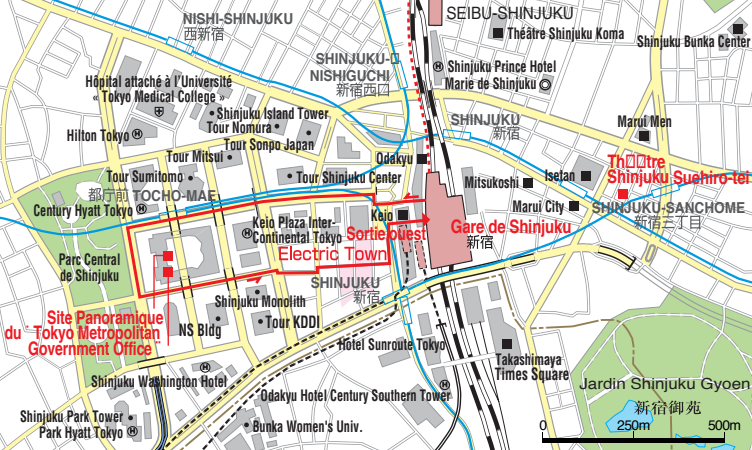 SEIBU-SHINJUKU
NISHI-SHINJUKU
西新宿
Théâtre Shinjuku Koma
Shinjuku Bunka Center
SHINJUKU-
NISHIGUCHI
新宿西口
Shinjuku Prince Hotel
Marie de Shinjuku
Hôpital attaché à l'Université
« Tokyo Medical College »
Shinjuku Island Tower
Tour Nomura
Hilton Tokyo
Tour Sonpo Japan
SHINJUKU
新宿
Marui Men
Tour Mitsui
Odakyu
Th□□tre
Shinjuku Suehiro-tei
Tour Sumitomo
Tour Shinjuku Center
Mitsukoshi
Isetan
都庁前 TOCHO-MAE
Century Hyatt Tokyo
Keio
Marui City
SHINJUKU-SANCHOME
新宿三丁目
Keio Plaza Inter-
Continental Tokyo
Sortie ouest
Gare de Shinjuku
新宿
Electric Town
Parc Central
de Shinjuku
SHINJUKU
新宿
Shinjuku Monolith
Site Panoramique
du " Tokyo Metropolitan
Government Office "
NS Bldg
Tour KDDI
Hôtel Sunroute Tokyo
Takashimaya
Times Square
Shinjuku Washington Hotel
Odakyu Hotel Century Southern Tower
Jardin Shinjuku Gyoen
新宿御苑
Shinjuku Park Tower
Park Hyatt Tokyo
Bunka Women's Univ.
0 250m 500m